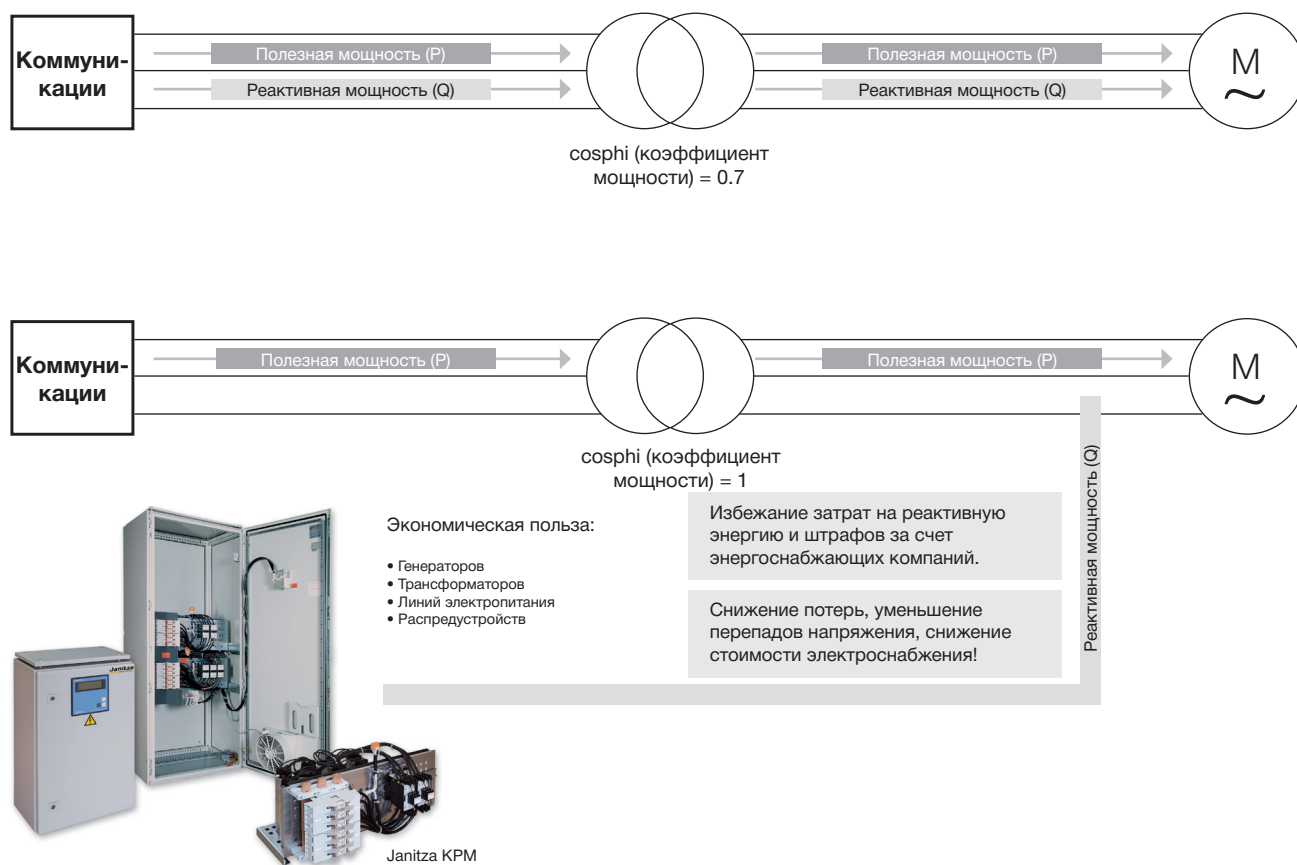 Коммуни-
кации
Полезная мощность (P)
Реактивная мощность (Q)
Полезная мощность (P)
Реактивная мощность (Q)
M
~
cosphi (коэффициент
мощности) = 0.7
Коммуни-
кации
Полезная мощность (P)
Полезная мощность (P)
M
~
cosphi (коэффициент
мощности) = 1
Реактивная мощность (Q)
Экономическая польза:
• Генераторов
• Трансформаторов
• Линий электропитания
• Распредустройств
Избежание затрат на реактивную
энергию и штрафов за счет
энергоснабжающих компаний.
Снижение потерь, уменьшение
перепадов напряжения, снижение
стоимости электроснабжения!
Janitza
Janitza KPM